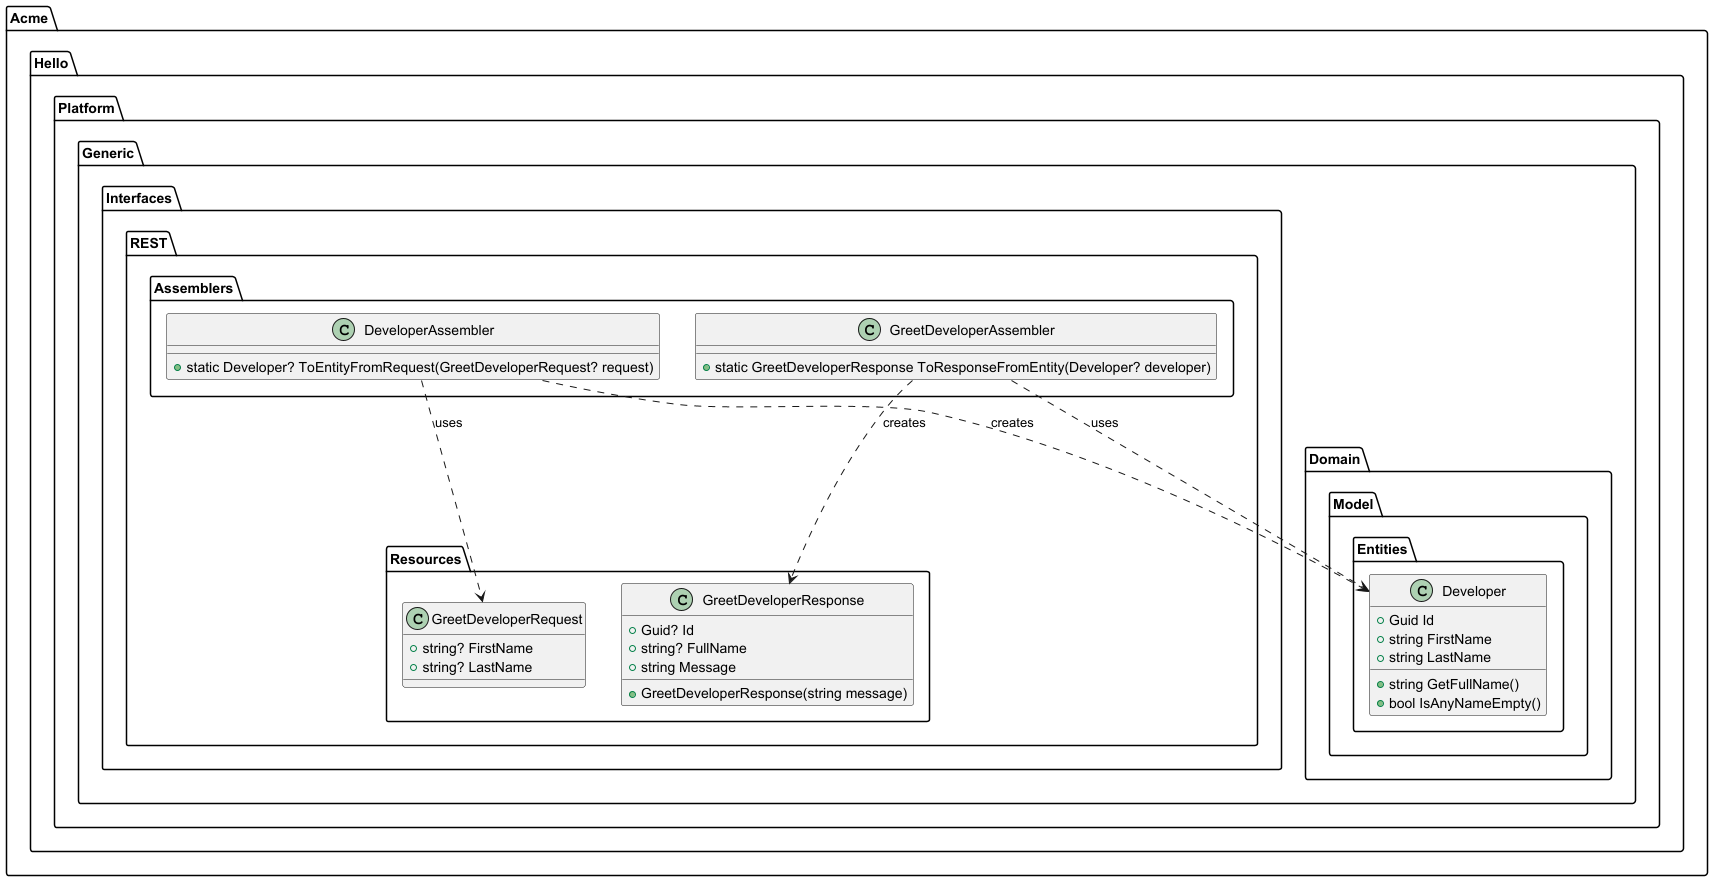 Acme
Hello
Platform
Generic
Interfaces
REST
Assemblers
C DeveloperAssembler
static Developer? ToEntityFromRequest(GreetDeveloperRequest? request)
C GreetDeveloperAssembler
static GreetDeveloperResponse ToResponseFromEntity(Developer? developer)
uses
creates
creates
uses
Resources
C GreetDeveloperRequest
string? FirstName
string? LastName
C GreetDeveloperResponse
Guid? Id
string? FullName
string Message
GreetDeveloperResponse(string message)
Domain
Model
Entities
C Developer
Guid Id
string FirstName
string LastName
string GetFullName()
bool IsAnyNameEmpty()